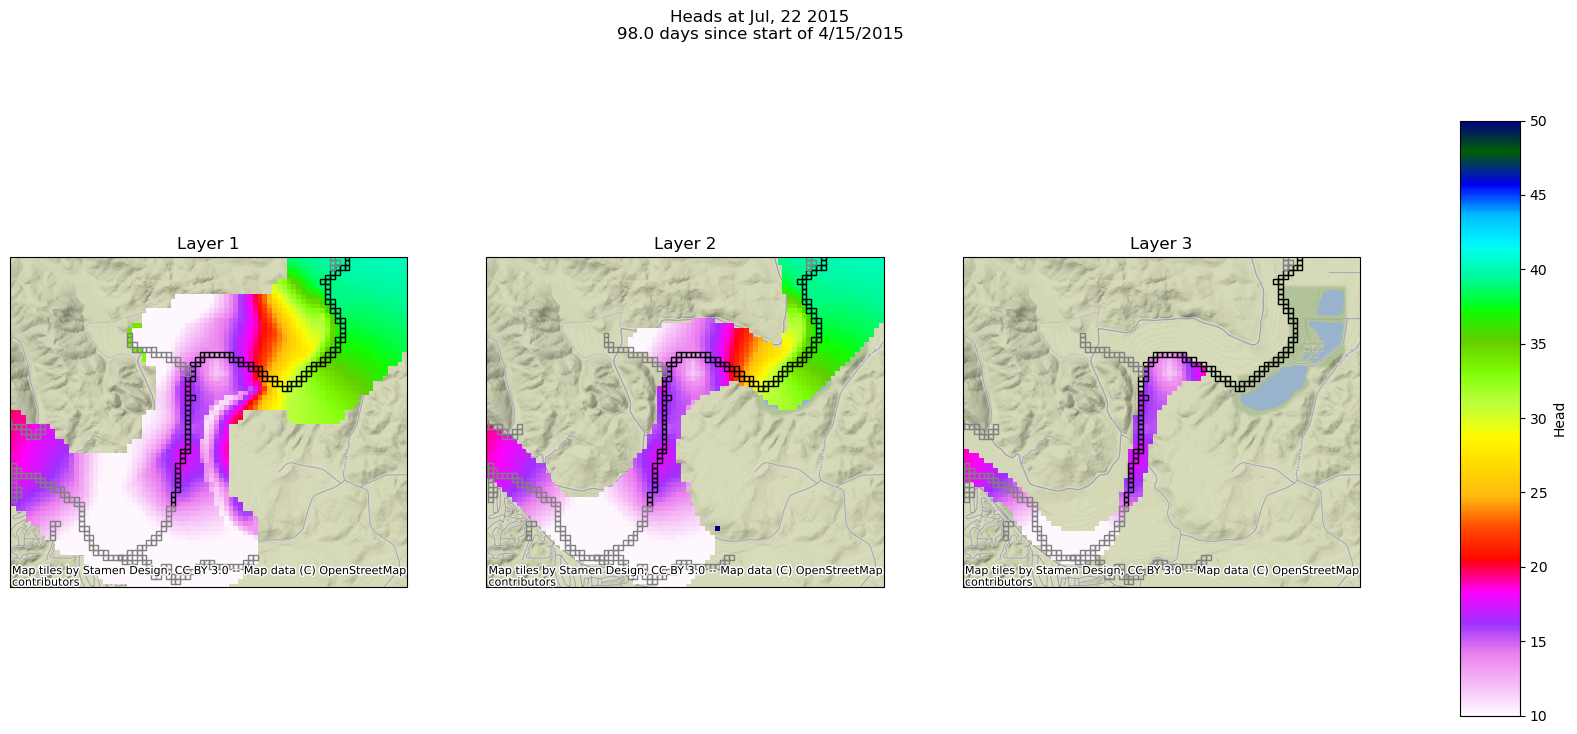 Heads at Jul, 22 2015
98.0 days since start of 4/15/2015
Layer 1
Layer 2
Layer 3
Map tiles by Stamen Design, CC BY 3.0 -- Map data (C) OpenStreetMap
contributors
Map tiles by Stamen Design, CC BY 3.0 -- Map data (C) OpenStreetMap
contributors
Map tiles by Stamen Design, CC BY 3.0 -- Map data (C) OpenStreetMap
contributors
50
45
40
35
30
25
20
15
10
Head